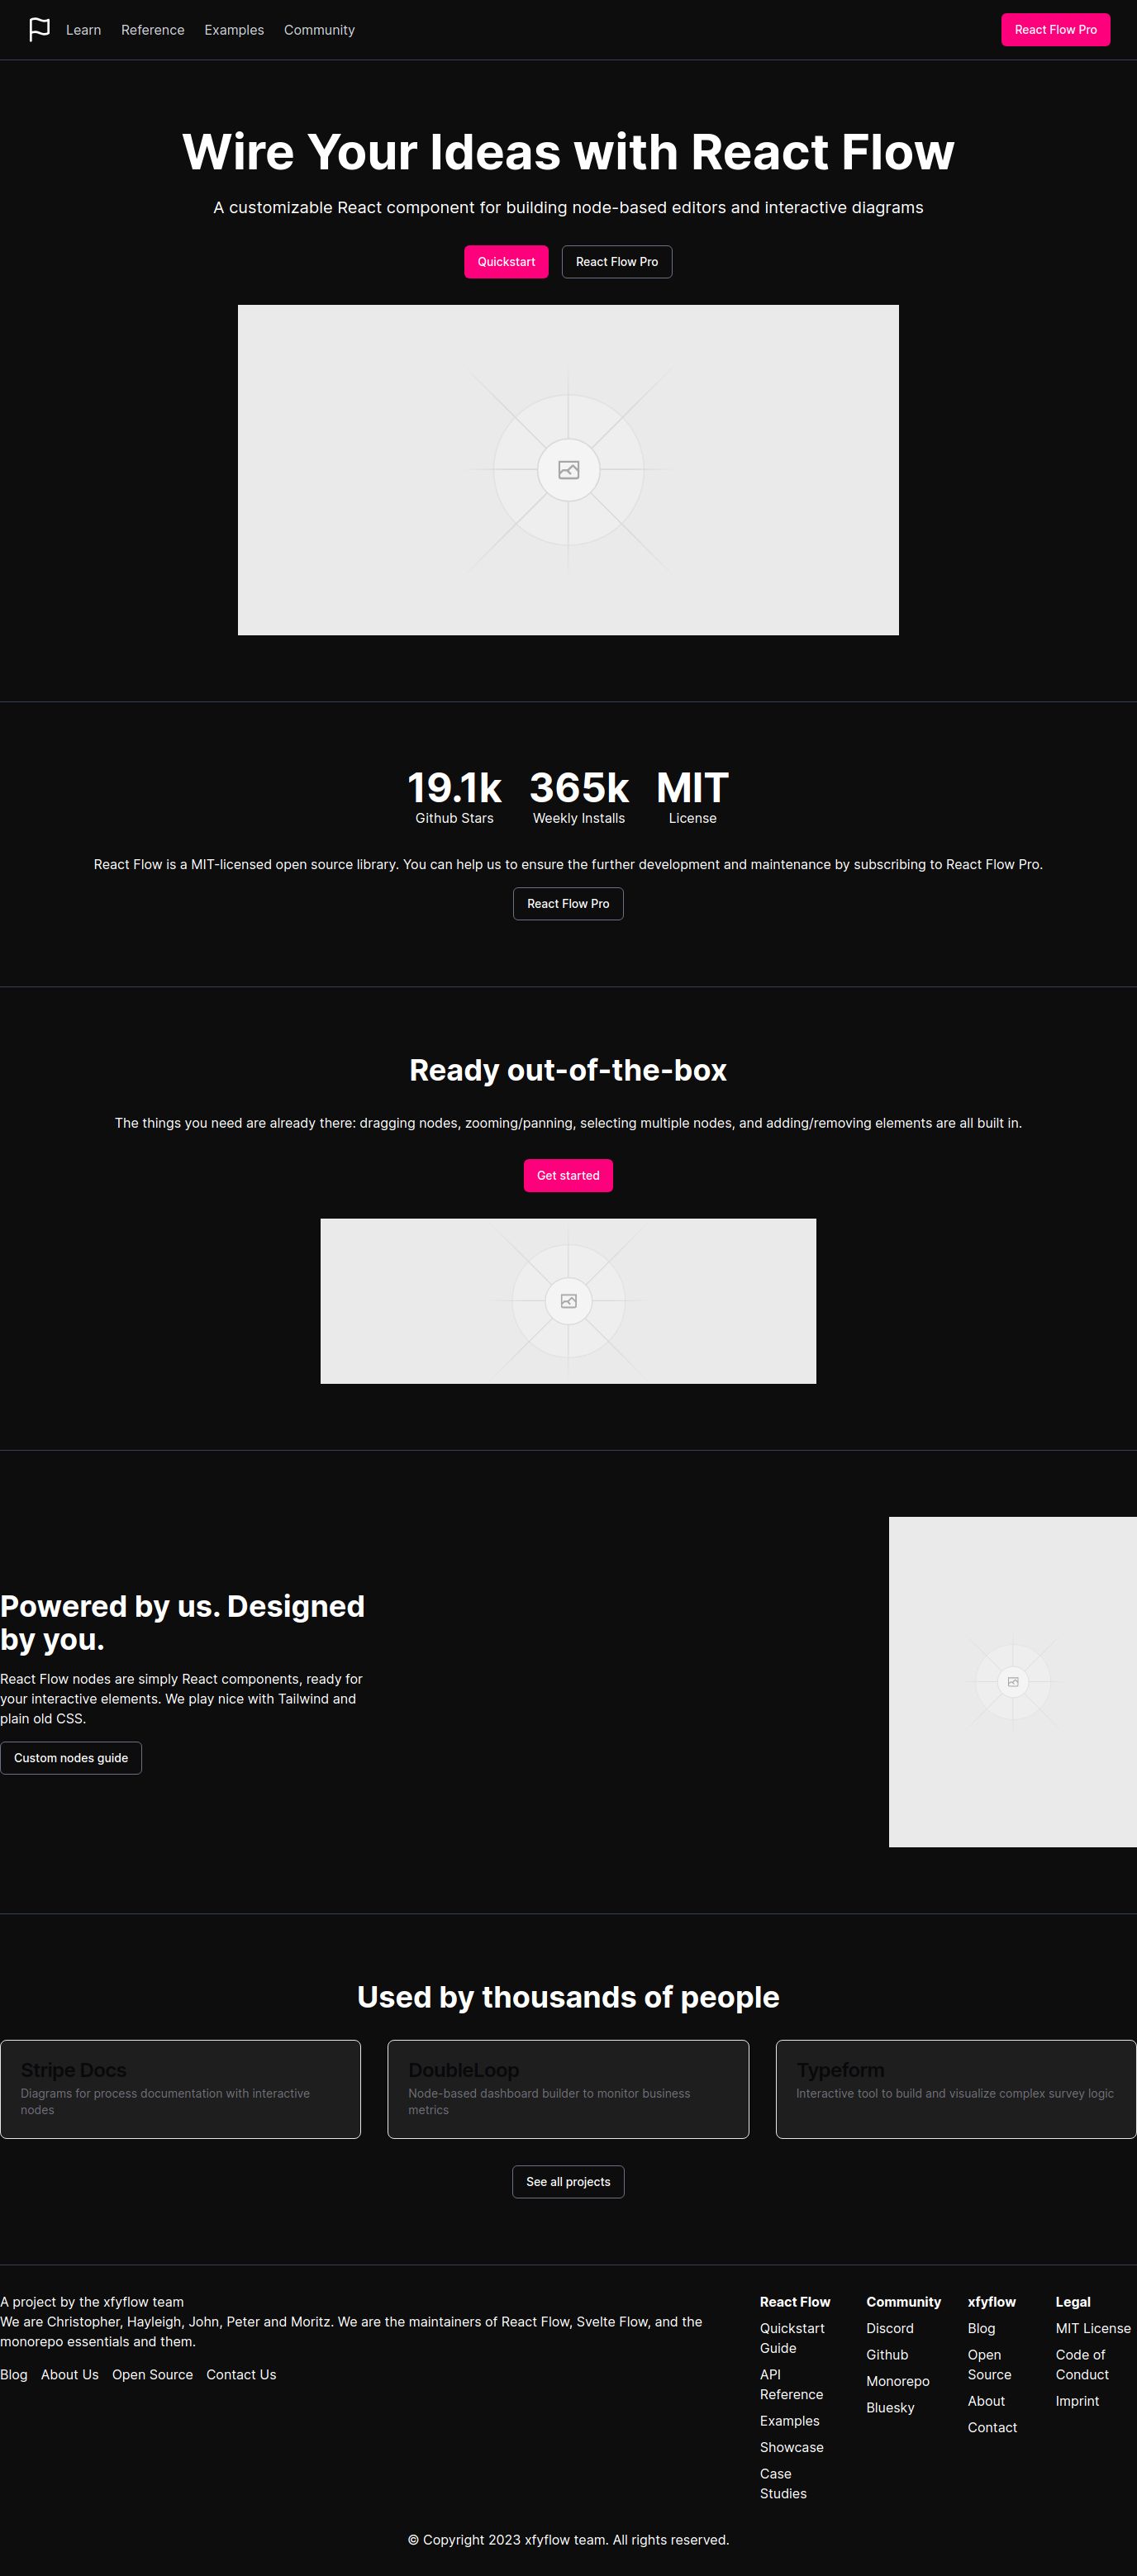 Learn Reference Examples Community React Flow Pro
Wire Your Ideas with React Flow
A customizable React component for building node-based editors and interactive diagrams
Quickstart React Flow Pro
19.1k 365k MIT
Github Stars Weekly Installs License
React Flow is a MIT-licensed open source library. You can help us to ensure the further development and maintenance by subscribing to React Flow Pro.
React Flow Pro
Ready out-of-the-box
The things you need are already there: dragging nodes, zooming/panning, selecting multiple nodes, and adding/removing elements are all built in.
Get started
Powered by us. Designed
by you.
React Flow nodes are simply React components, ready for
your interactive elements. We play nice with Tailwind and
plain old CSS.
Custom nodes guide
Used by thousands of people
Stripe Docs
Diagrams for process documentation with interactive
nodes
DoubleLoop
Node-based dashboard builder to monitor business
metrics
Typeform
Interactive tool to build and visualize complex survey logic
See all projects
A project by the xfyflow team
We are Christopher, Hayleigh, John, Peter and Moritz. We are the maintainers of React Flow, Svelte Flow, and the
monorepo essentials and them.
Blog About Us Open Source Contact Us
React Flow
Quickstart
Guide
API
Reference
Examples
Showcase
Case
Studies
Community
Discord
Github
Monorepo
Bluesky
xfyflow
Blog
Open
Source
About
Contact
Legal
MIT License
Code of
Conduct
Imprint
© Copyright 2023 xfyflow team. All rights reserved.